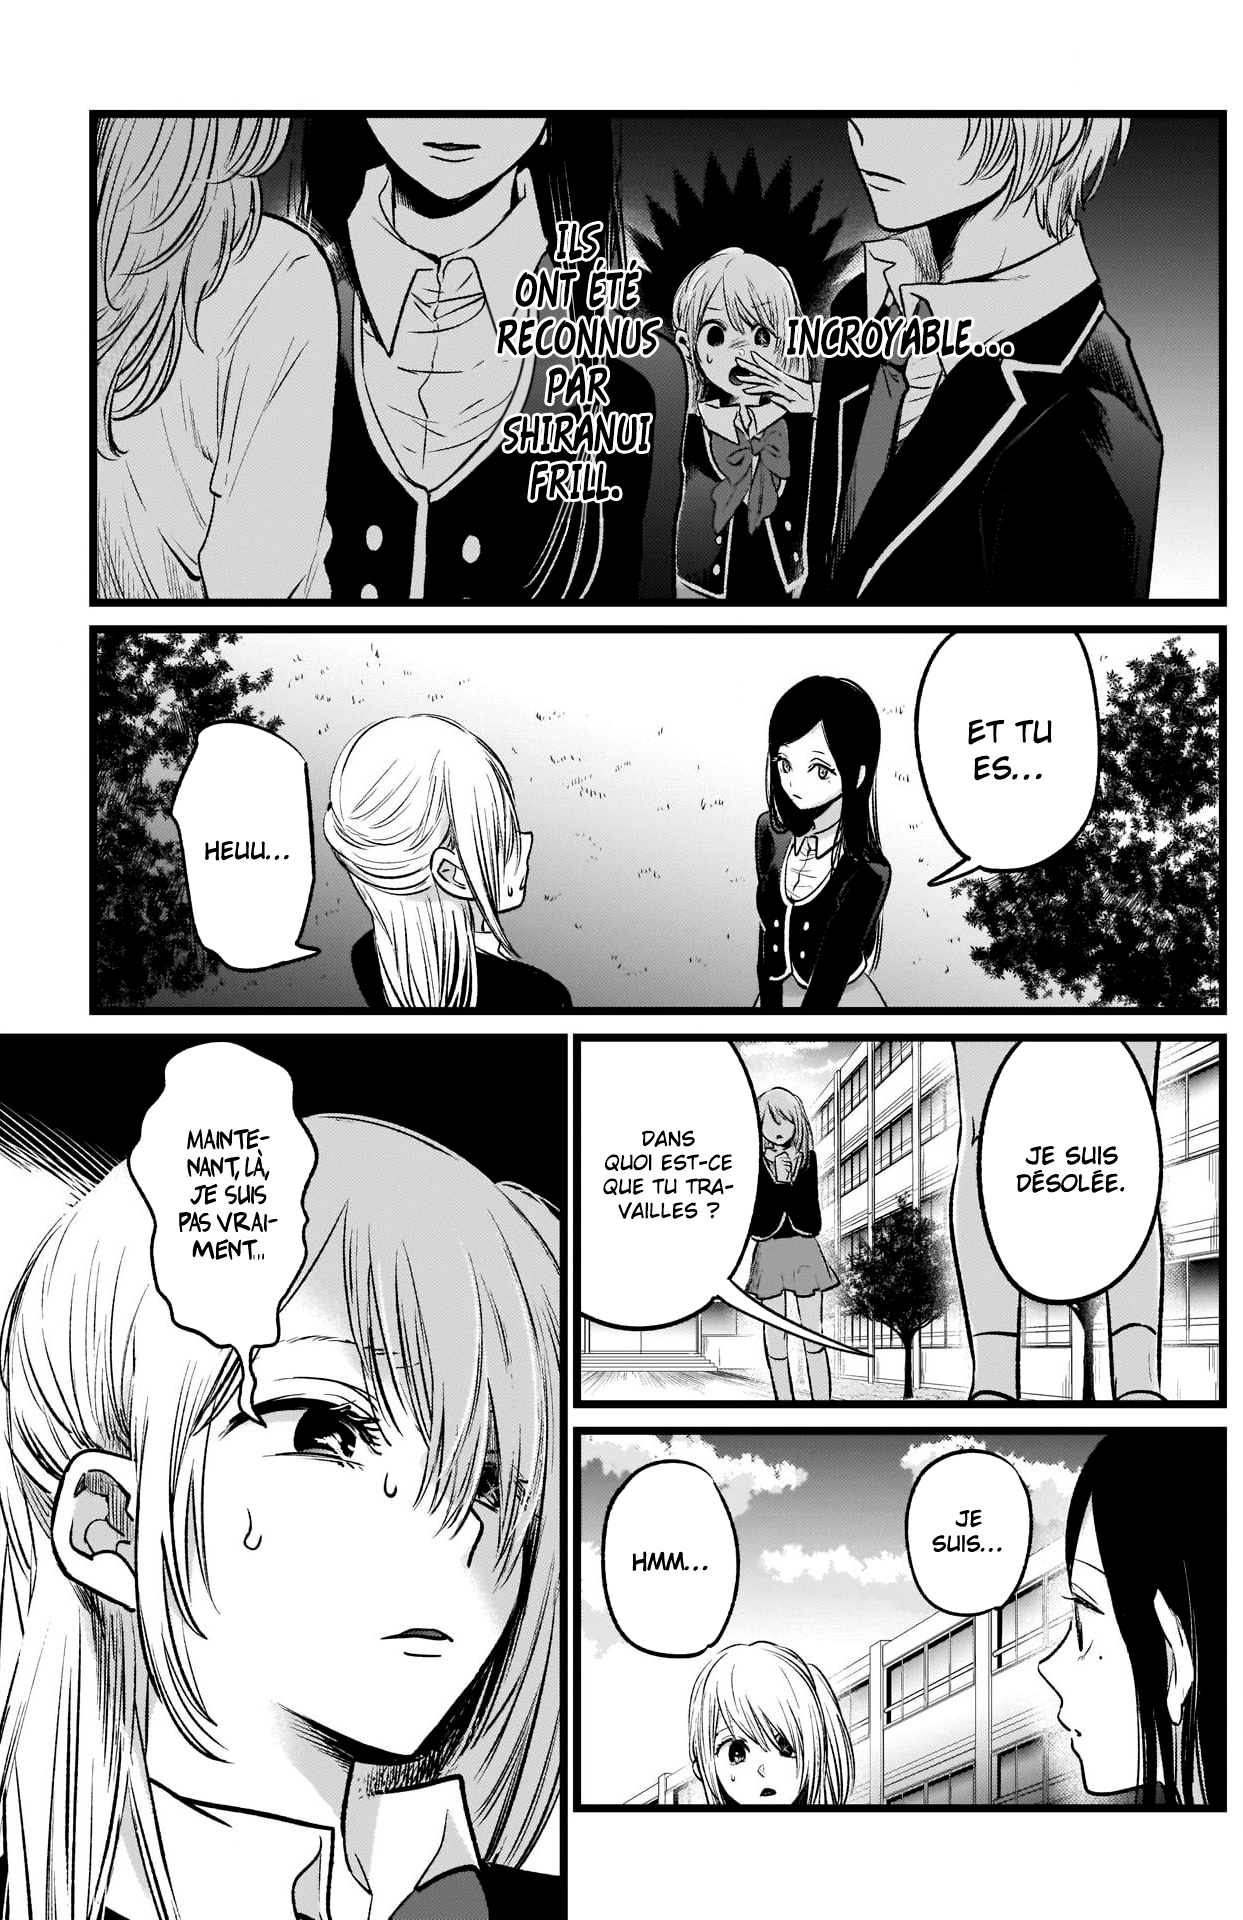 INCROYABLE...
ILS
ONT ÉTÉ
RECONNUS
PAR
SHIRANUI
FRILL.
ET TU
ES...
HEUU...
JE SUIS
DÉSOLÉE.
DANS
QUOI EST-CE
QUE TU TRA-
VAILLES ?
JE
SUIS...
HMM...
MAINTE-
NANT, LÀ,
JE SUIS
PAS VRAI-
MENT...